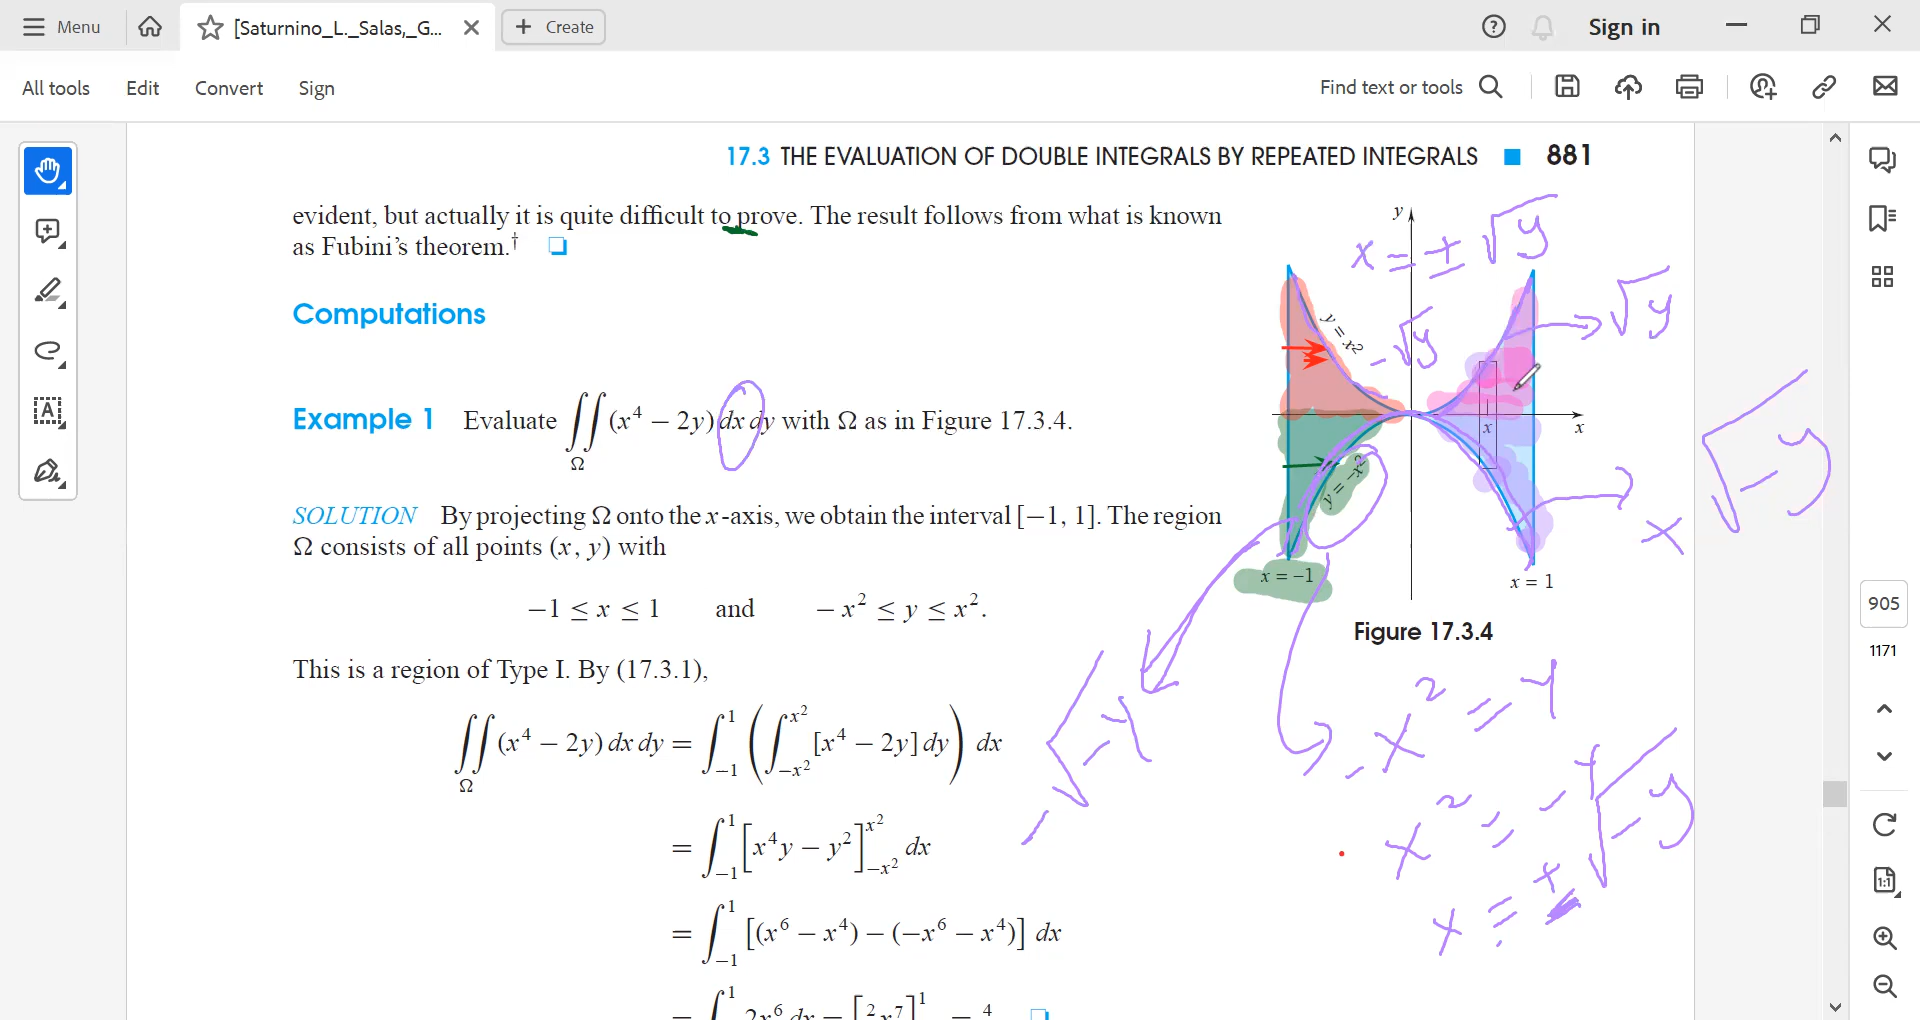 Menu
[Saturnino_L._Salas,_G...
+ Create
Sign in
All tools Edit Convert Sign
Find text or tools
17.3 THE EVALUATION OF DOUBLE INTEGRALS BY REPEATED INTEGRALS ■ 881
evident, but actually it is quite difficult to prove. The result follows from what is known
as Fubini's theorem.†
Computations
Example 1 Evaluate ∬Ω (x⁴ − 2y) dx dy with Ω as in Figure 17.3.4.
SOLUTION By projecting Ω onto the x-axis, we obtain the interval [−1, 1]. The region
Ω consists of all points (x, y) with
−1 ≤ x ≤ 1 and − x² ≤ y ≤ x².
This is a region of Type I. By (17.3.1),
∬Ω (x⁴ − 2y) dx dy = ∫₋₁¹ (∫₋ₓ²^x² [x⁴ − 2y] dy) dx
= ∫₋₁¹ [x⁴y − y²]₋ₓ²^x² dx
= ∫₋₁¹ [(x⁶ − x⁴) − (−x⁶ − x⁴)] dx
y
x = ± √y
√y
y = x²
− √y
x
x
y = −x²
x
√−y
x = −1
x = 1
Figure 17.3.4
− √−y
− x² = y
x² = −y
x = ± √−y
905
1171
1:1